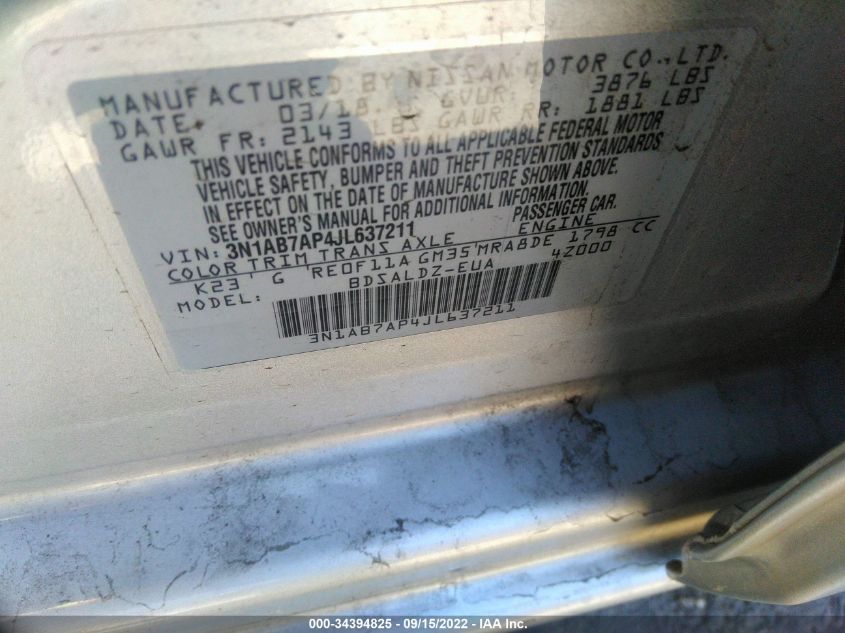 MANUFACTURED BY NISSAN MOTOR CO., LTD.
DATE: 03/18 GVWR: 3876 LBS
GAWR FR: 2143 LBS GAWR RR: 1881 LBS
THIS VEHICLE CONFORMS TO ALL APPLICABLE FEDERAL MOTOR
VEHICLE SAFETY, BUMPER AND THEFT PREVENTION STANDARDS
IN EFFECT ON THE DATE OF MANUFACTURE SHOWN ABOVE.
SEE OWNER'S MANUAL FOR ADDITIONAL INFORMATION.
VIN: 3N1AB7AP4JL637211 PASSENGER CAR.
COLOR TRIM TRANS AXLE ENGINE
K23 G RE0F11A GM35 MRA8DE 1798 CC
MODEL: BDSALDZ-EUA 4Z000
3N1AB7AP4JL637211
000-34394825 - 09/15/2022 - IAA Inc.